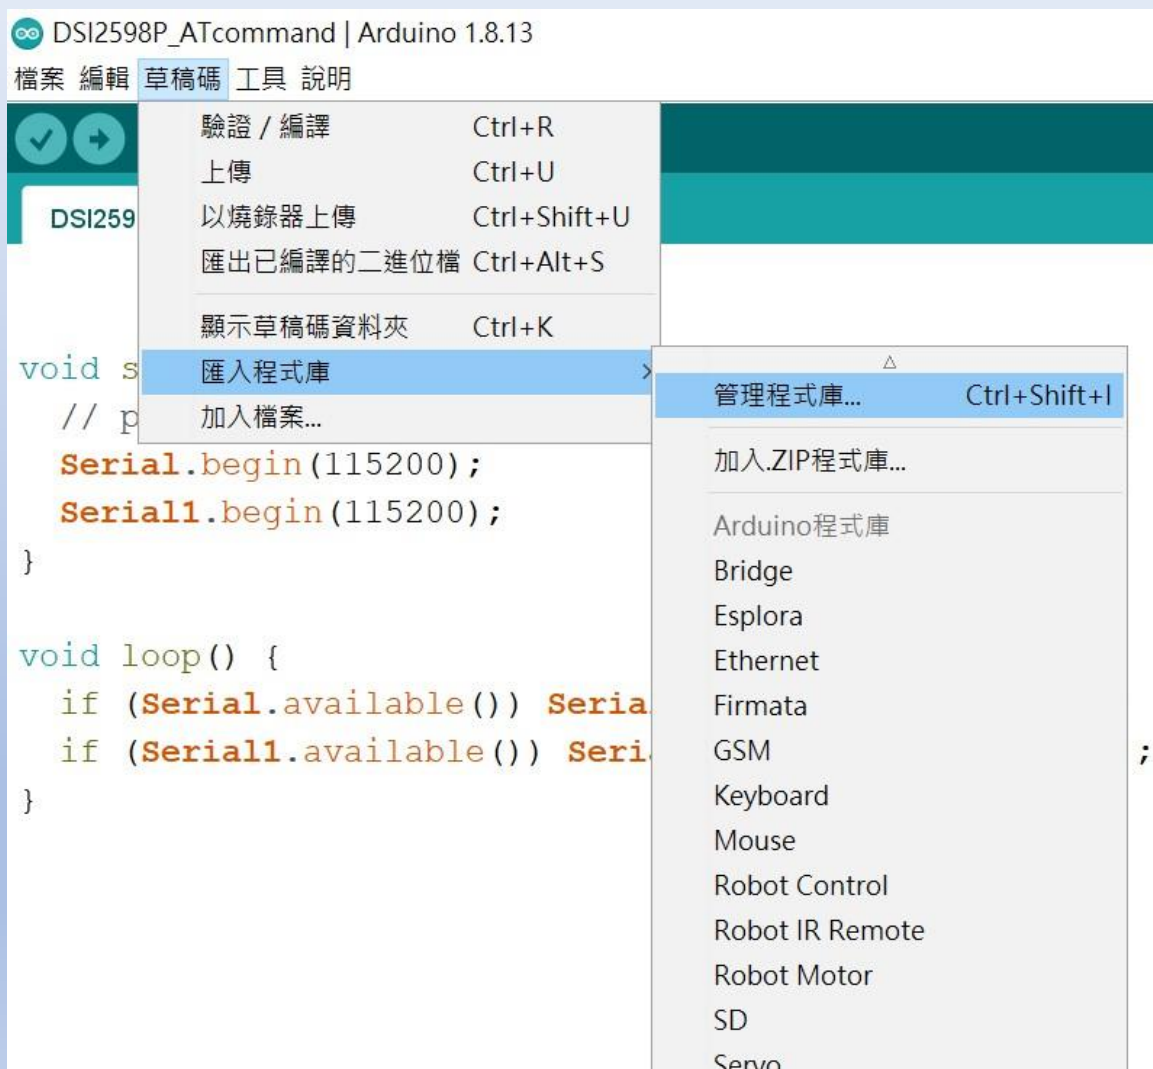 DSI2598P_ATcommand | Arduino 1.8.13
檔案 編輯 草稿碼 工具 說明
驗證 / 編譯 Ctrl+R
上傳 Ctrl+U
以燒錄器上傳 Ctrl+Shift+U
匯出已編譯的二進位檔 Ctrl+Alt+S
顯示草稿碼資料夾 Ctrl+K
匯入程式庫
加入檔案...
管理程式庫... Ctrl+Shift+I
加入.ZIP程式庫...
Arduino程式庫
Bridge
Esplora
Ethernet
Firmata
GSM
Keyboard
Mouse
Robot Control
Robot IR Remote
Robot Motor
SD
Servo
DSI259
void s
// p
Serial.begin(115200);
Serial1.begin(115200);
}
void loop() {
if (Serial.available()) Seria
if (Serial1.available()) Seri ;
}